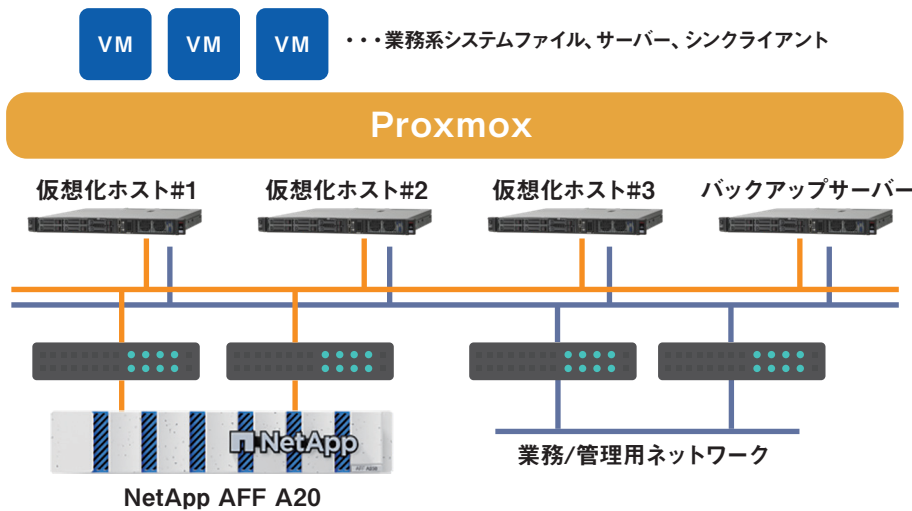 VM VM VM ・・・業務系システムファイル、サーバー、シンクライアント
Proxmox
仮想化ホスト#1 仮想化ホスト#2 仮想化ホスト#3 バックアップサーバー
NetApp
業務/管理用ネットワーク
NetApp AFF A20